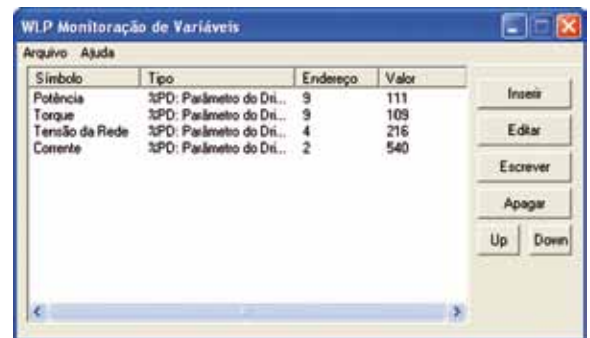 WLP Monitoração de Variáveis
Arquivo Ajuda
Símbolo Tipo Endereço Valor
Potência %PD: Parâmetro do Dri... 9 111
Torque %PD: Parâmetro do Dri... 9 109
Tensão da Rede %PD: Parâmetro do Dri... 4 216
Corrente %PD: Parâmetro do Dri... 2 540
Inserir
Editar
Escrever
Apagar
Up Down